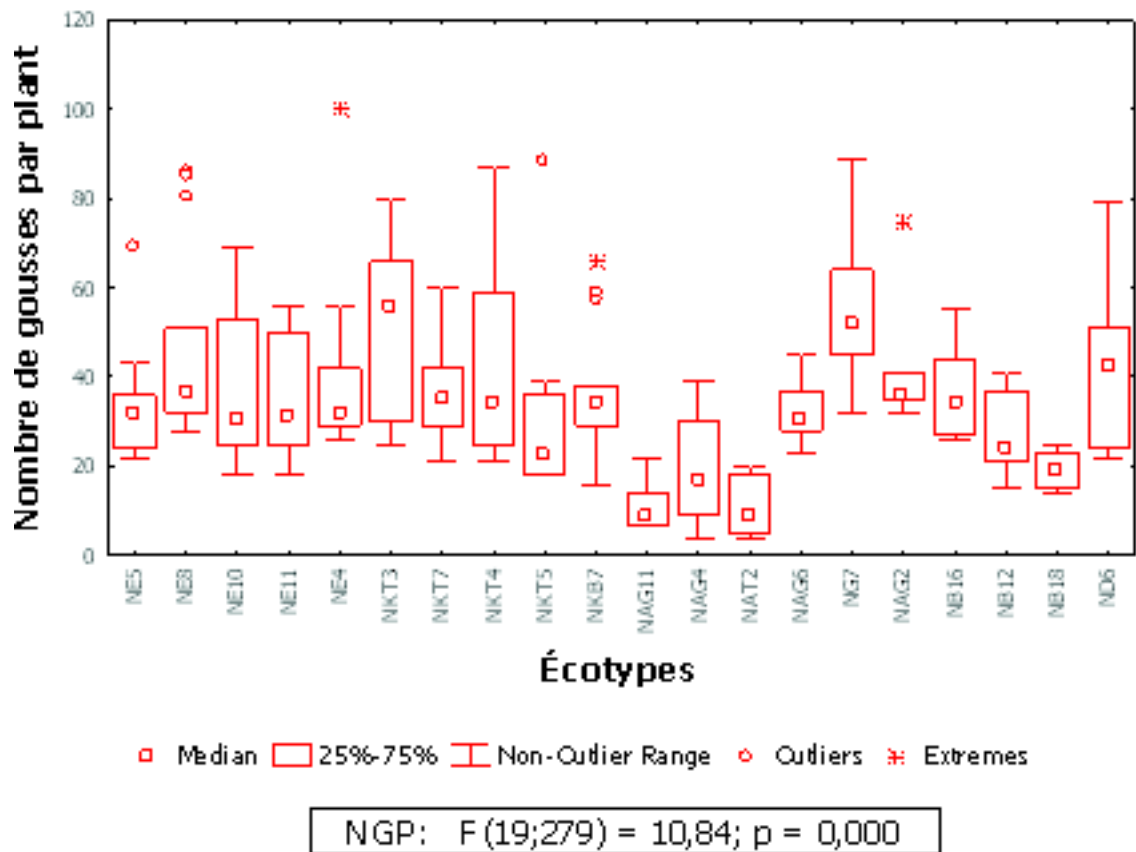 Nombre de gousses par plant
120
100
80
60
40
20
0
NE5 NE8 NE10 NE11 NE4 NKT3 NKT7 NKT4 NKT5 NKB7 NAG11 NAG4 NAT2 NAG6 NG7 NAG2 NB16 NB12 NB18 ND6
Écotypes
Median 25%-75% Non-Outlier Range Outliers Extremes
NGP: F(19;279) = 10,84; p = 0,000